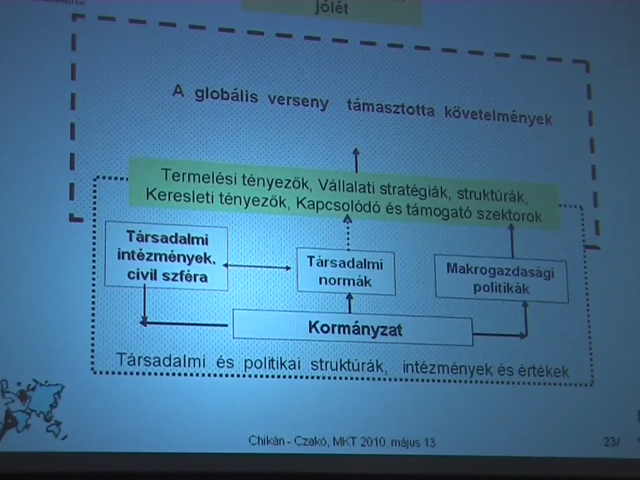 jólét
A globális verseny támasztotta követelmények
Termelési tényezők, Vállalati stratégiák, struktúrák,
Keresleti tényezők, Kapcsolódó és támogató szektorok
Társadalmi
intézmények,
civil szféra
Társadalmi
normák
Makrogazdasági
politikák
Kormányzat
Társadalmi és politikai struktúrák, intézmények és értékek
Chikán - Czakó, MKT 2010. május 13.
23/